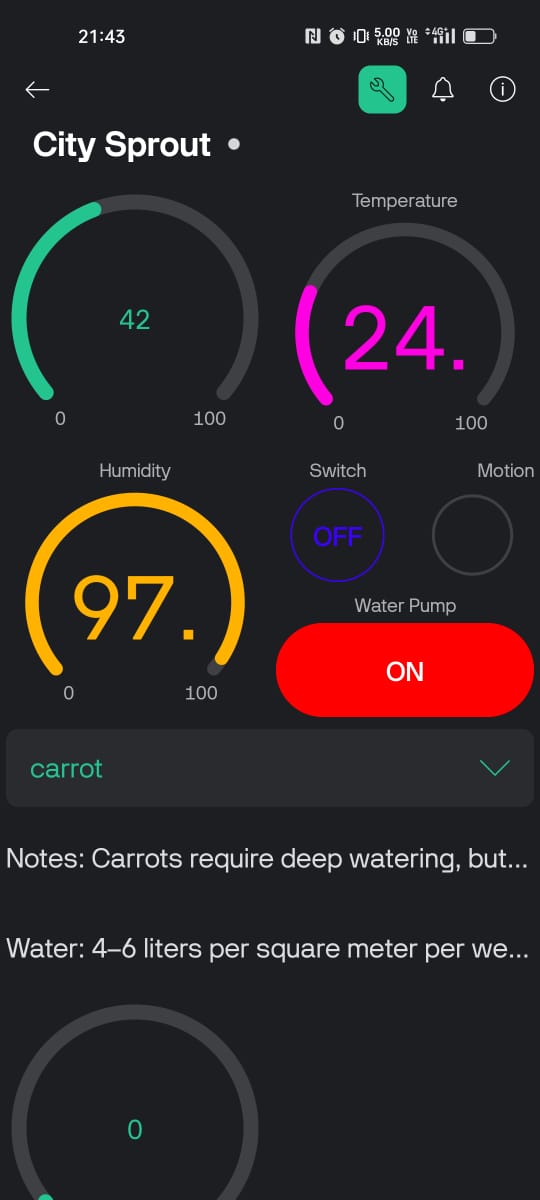 21:43
5.00 KB/S
Vo LTE
4G+
City Sprout
42
0
100
Temperature
24.
0
100
Humidity
97.
0
100
Switch
OFF
Motion
Water Pump
ON
carrot
Notes: Carrots require deep watering, but...
Water: 4–6 liters per square meter per we...
0